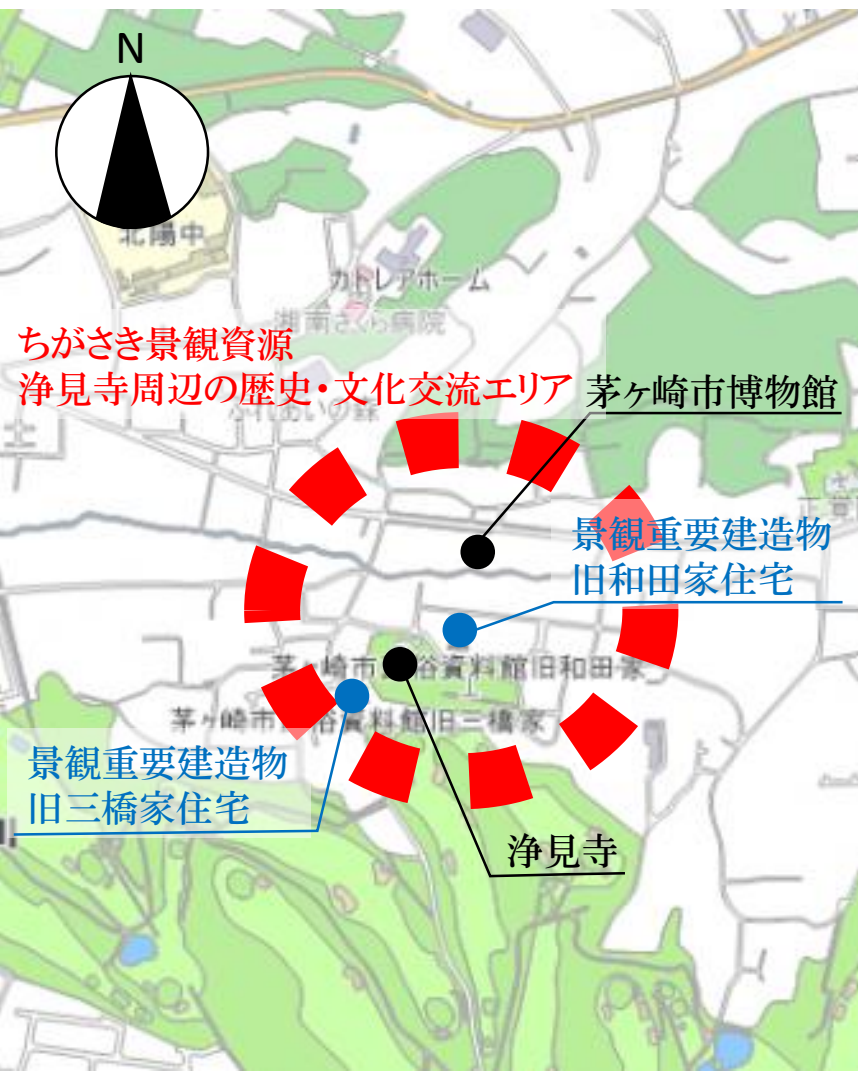 N
北陽中
カトレアホーム
湘南さくら病院
ちがさき景観資源
浄見寺周辺の歴史・文化交流エリア
茅ヶ崎市博物館
景観重要建造物
旧和田家住宅
景観重要建造物
旧三橋家住宅
浄見寺